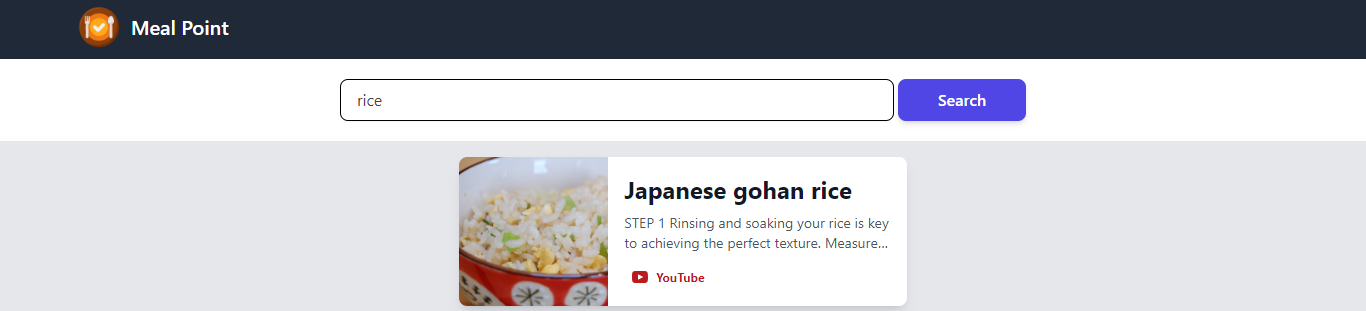 Meal Point
rice
Search
Japanese gohan rice
STEP 1 Rinsing and soaking your rice is key
to achieving the perfect texture. Measure...
YouTube